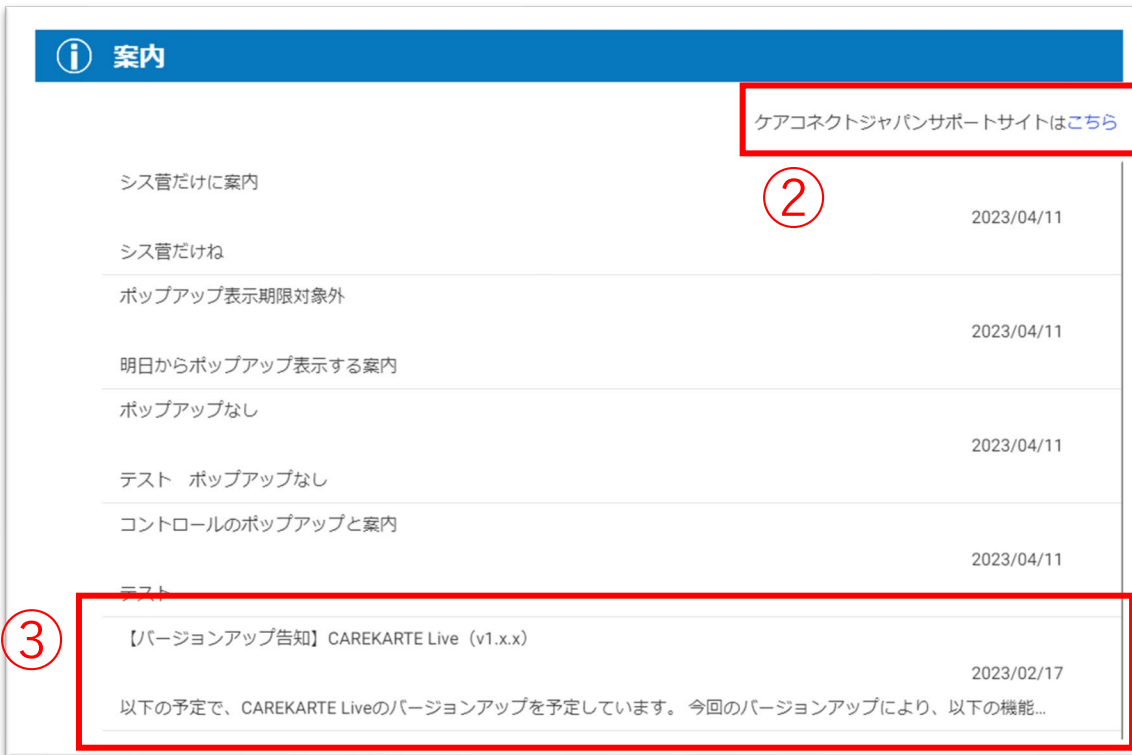 案内
ケアコネクトジャパンサポートサイトはこちら
②
シス菅だけに案内
2023/04/11
シス菅だけね
ポップアップ表示期限対象外
2023/04/11
明日からポップアップ表示する案内
ポップアップなし
2023/04/11
テスト　ポップアップなし
コントロールのポップアップと案内
2023/04/11
テスト
③
【バージョンアップ告知】CAREKARTE Live（v1.x.x）
2023/02/17
以下の予定で、CAREKARTE Liveのバージョンアップを予定しています。 今回のバージョンアップにより、以下の機能...